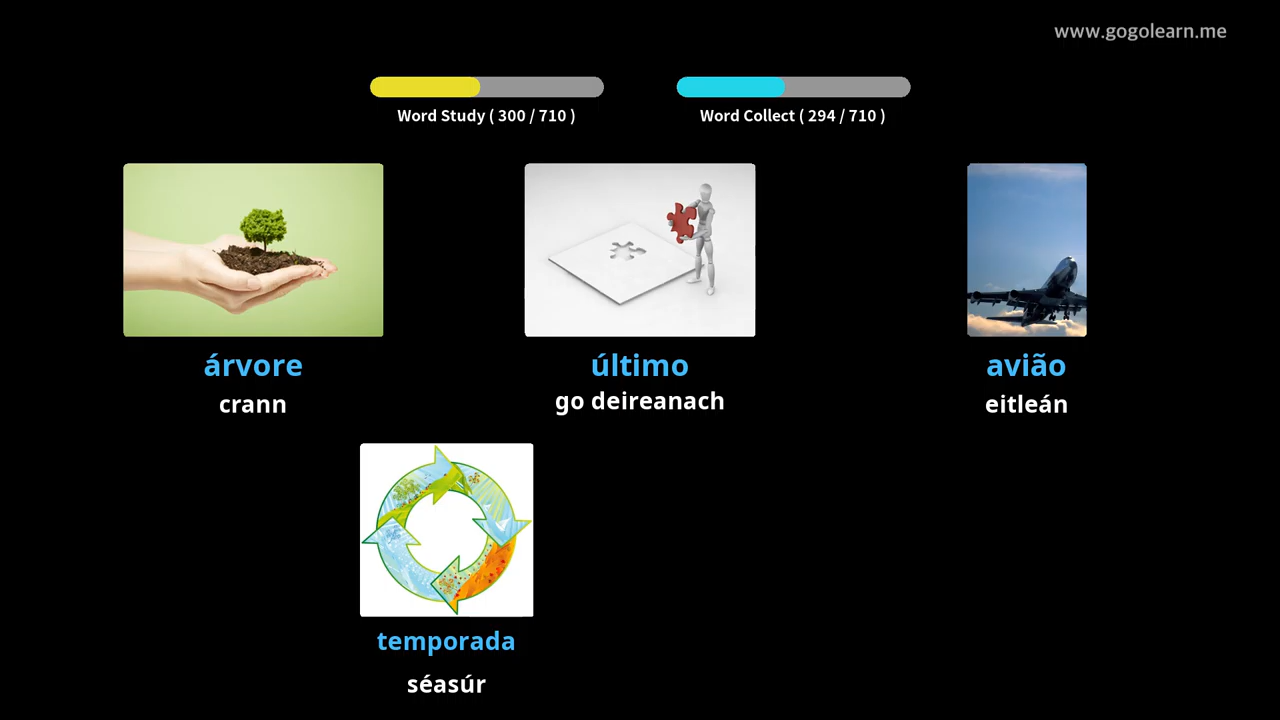 www.gogolearn.me
Word Study ( 300 / 710 )
Word Collect ( 294 / 710 )
árvore
crann
último
go deireanach
avião
eitleán
temporada
séasúr